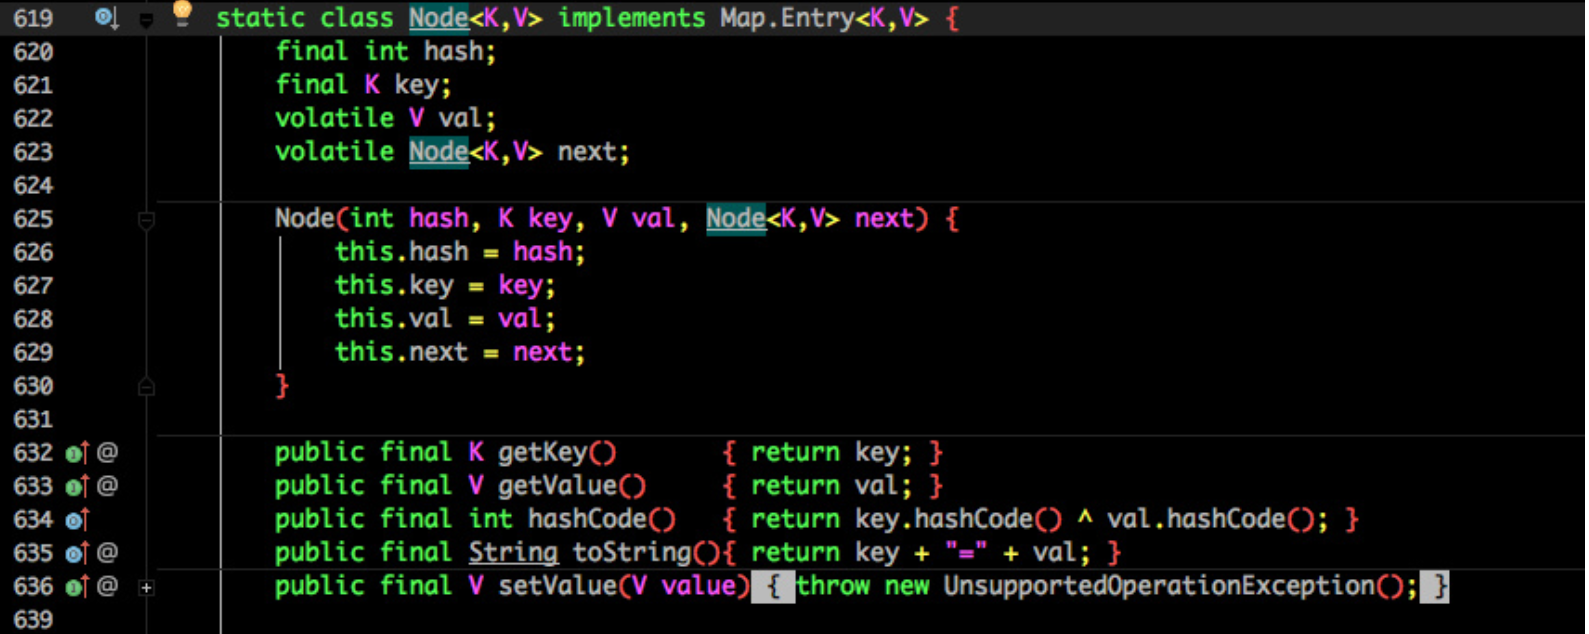 619 static class Node<K,V> implements Map.Entry<K,V> {
620 final int hash;
621 final K key;
622 volatile V val;
623 volatile Node<K,V> next;
624
625 Node(int hash, K key, V val, Node<K,V> next) {
626 this.hash = hash;
627 this.key = key;
628 this.val = val;
629 this.next = next;
630 }
631
632 @ public final K getKey() { return key; }
633 @ public final V getValue() { return val; }
634 public final int hashCode() { return key.hashCode() ^ val.hashCode(); }
635 @ public final String toString(){ return key + "=" + val; }
636 @ public final V setValue(V value) { throw new UnsupportedOperationException(); }
639